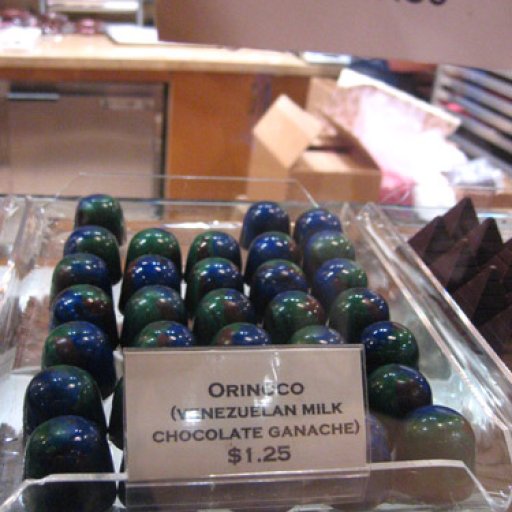 ORINOCO
(VENEZUELAN MILK
CHOCOLATE GANACHE)
$1.25